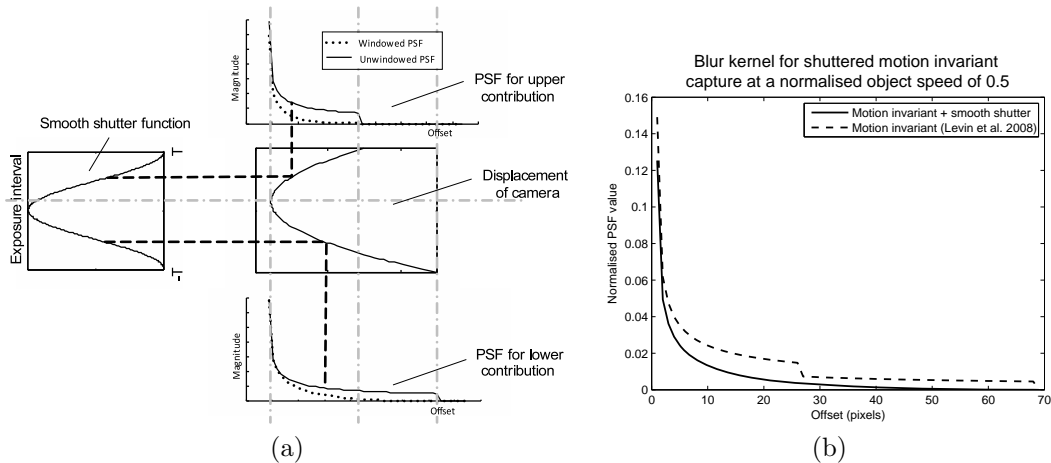 Windowed PSF
Unwindowed PSF
Magnitude
PSF for upper
contribution
Offset
Smooth shutter function
Exposure interval
T
-T
Displacement
of camera
Magnitude
PSF for lower
contribution
Offset
(a)
Blur kernel for shuttered motion invariant
capture at a normalised object speed of 0.5
Motion invariant + smooth shutter
Motion invariant (Levin et al. 2008)
Normalised PSF value
0.16
0.14
0.12
0.1
0.08
0.06
0.04
0.02
0
0 10 20 30 40 50 60 70
Offset (pixels)
(b)